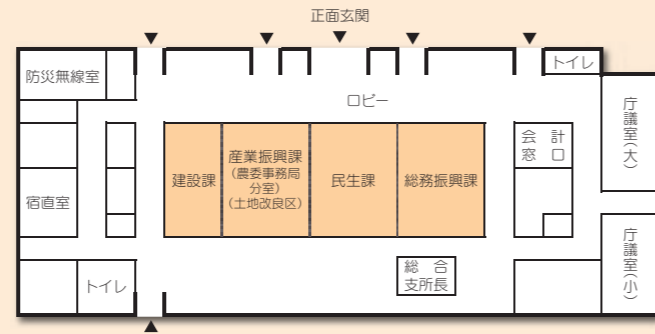 正面玄関
トイレ
防災無線室
ロビー
庁議室(大)
会計
窓口
建設課
産業振興課
(農委事務局
分室)
(土地改良区)
民生課
総務振興課
宿直室
庁議室(小)
総合
支所長
トイレ